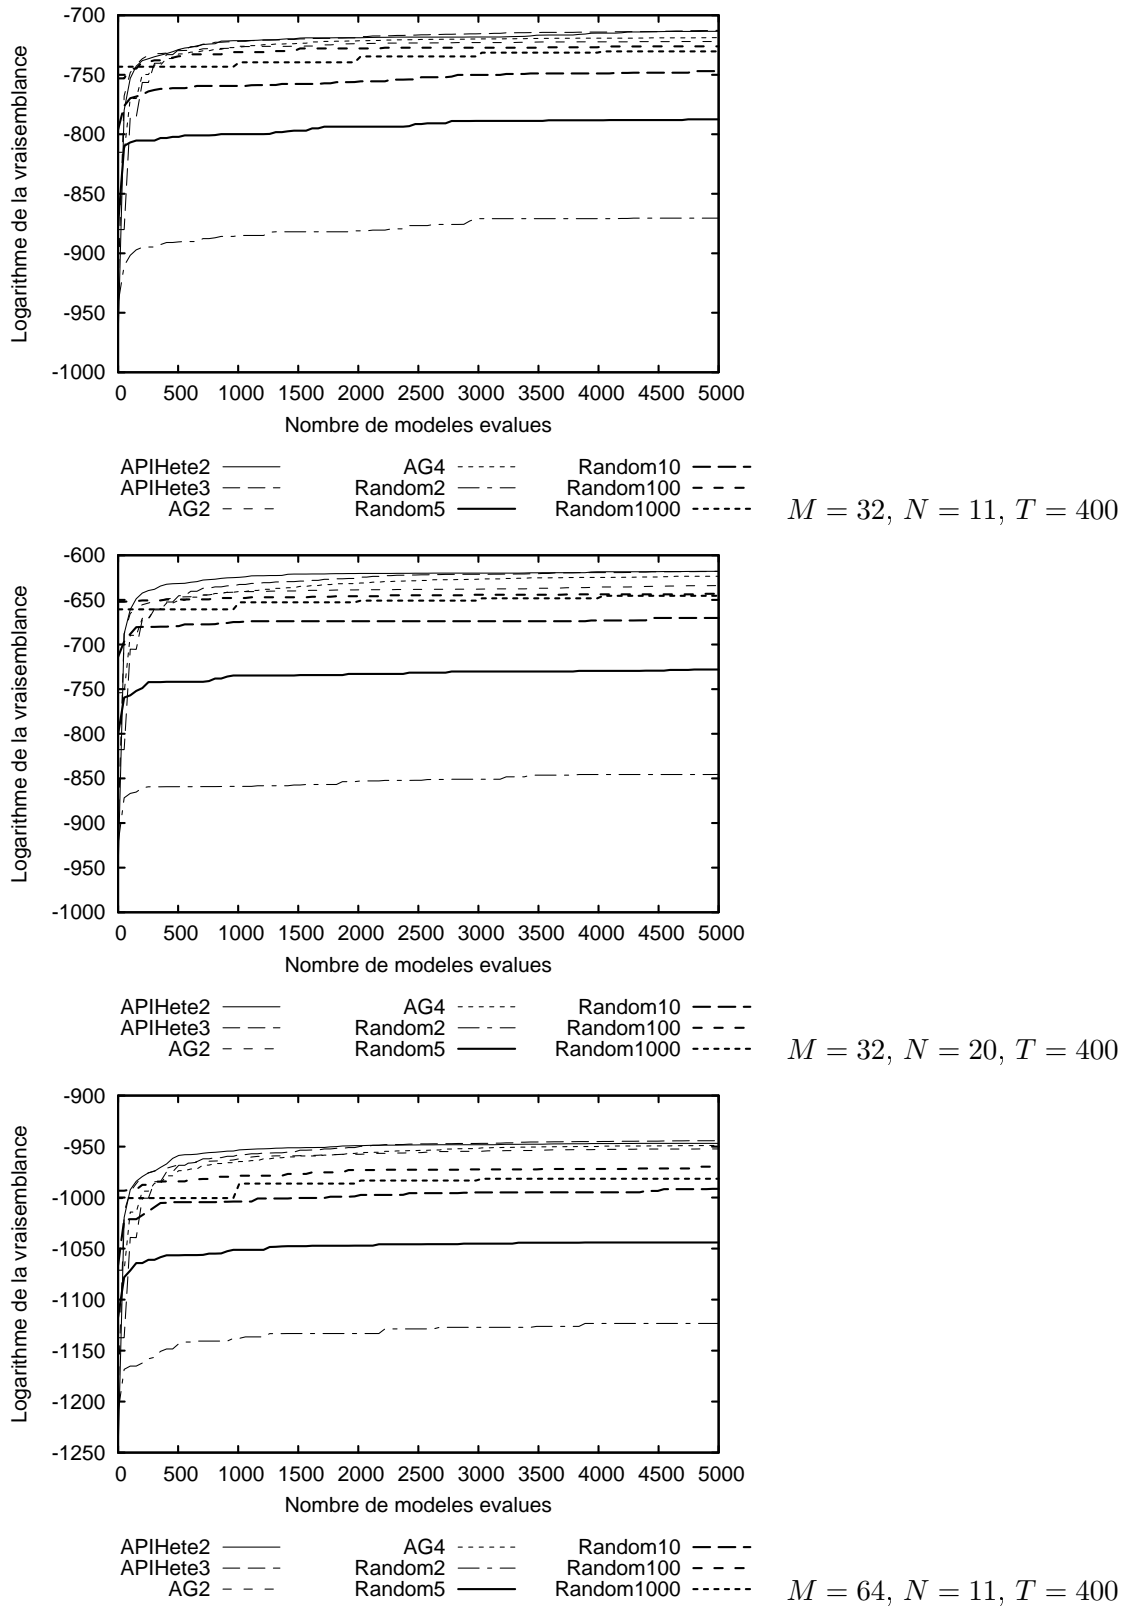 -700
-750
-800
-850
-900
-950
-1000
Logarithme de la vraisemblance
0 500 1000 1500 2000 2500 3000 3500 4000 4500 5000
Nombre de modeles evalues
APIHete2 AG4 Random10
APIHete3 Random2 Random100
AG2 Random5 Random1000
M = 32, N = 11, T = 400
-600
-650
-700
-750
-800
-850
-900
-950
-1000
Logarithme de la vraisemblance
0 500 1000 1500 2000 2500 3000 3500 4000 4500 5000
Nombre de modeles evalues
APIHete2 AG4 Random10
APIHete3 Random2 Random100
AG2 Random5 Random1000
M = 32, N = 20, T = 400
-900
-950
-1000
-1050
-1100
-1150
-1200
-1250
Logarithme de la vraisemblance
0 500 1000 1500 2000 2500 3000 3500 4000 4500 5000
Nombre de modeles evalues
APIHete2 AG4 Random10
APIHete3 Random2 Random100
AG2 Random5 Random1000
M = 64, N = 11, T = 400